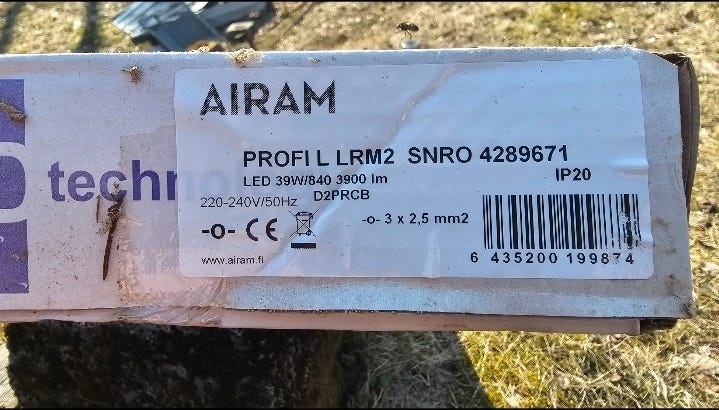 AIRAM
PROFI L LRM2 SNRO 4289671
LED 39W/840 3900 lm IP20
D2PRCB
220-240V/50Hz
-o- CE -o- 3 x 2,5 mm2
www.airam.fi
6 435200 199874
techno